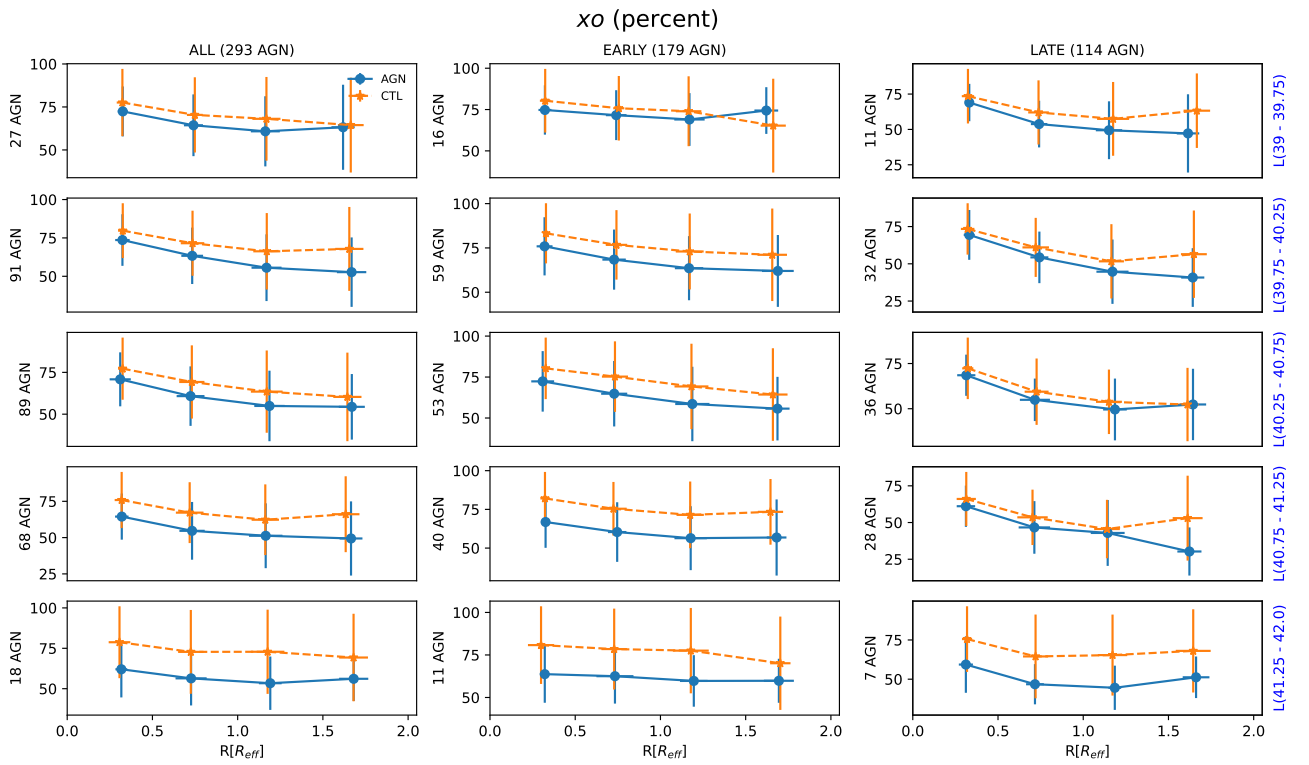 xo (percent)
ALL (293 AGN)
EARLY (179 AGN)
LATE (114 AGN)
27 AGN
100
75
50
AGN
CTL
16 AGN
100
75
50
11 AGN
75
50
25
L(39 - 39.75)
91 AGN
100
75
50
59 AGN
100
75
50
32 AGN
75
50
25
L(39.75 - 40.25)
89 AGN
75
50
53 AGN
100
75
50
36 AGN
75
50
L(40.25 - 40.75)
68 AGN
75
50
25
40 AGN
100
75
50
28 AGN
75
50
25
L(40.75 - 41.25)
18 AGN
100
75
50
11 AGN
100
75
50
7 AGN
75
50
L(41.25 - 42.0)
0.0 0.5 1.0 1.5 2.0
0.0 0.5 1.0 1.5 2.0
0.0 0.5 1.0 1.5 2.0
R[Reff]
R[Reff]
R[Reff]